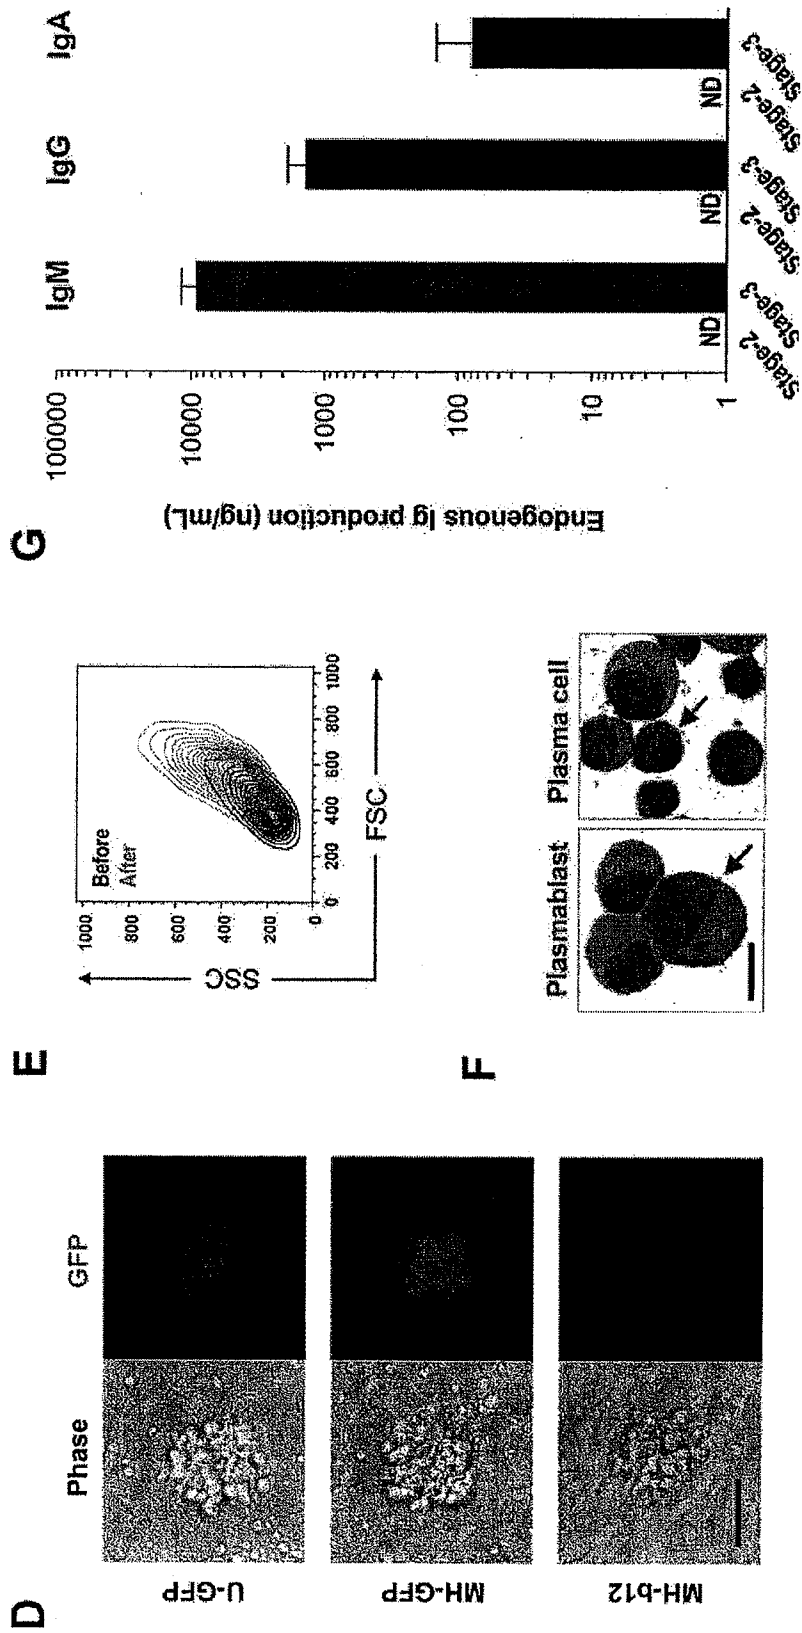 D
Phase
GFP
U-GFP
MH-GFP
MH-b12
E
SSC
1000
800
600
400
200
0
Before
After
0
200
400
600
800
1000
FSC
F
Plasmablast
Plasma cell
G
Endogenous Ig production (ng/mL)
100000
10000
1000
100
10
1
IgM
IgG
IgA
ND
ND
ND
Stage-2
Stage-3
Stage-2
Stage-3
Stage-2
Stage-3